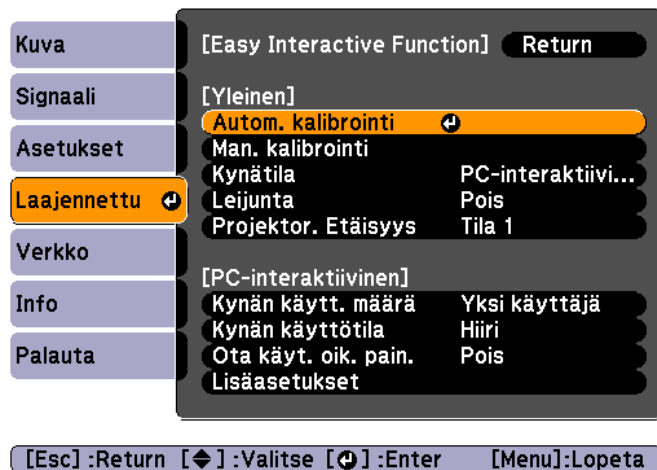 Kuva
Signaali
Asetukset
Laajennettu
Verkko
Info
Palauta
[Easy Interactive Function] Return
[Yleinen]
Autom. kalibrointi
Man. kalibrointi
Kynätila PC-interaktiivi...
Leijunta Pois
Projektor. Etäisyys Tila 1
[PC-interaktiivinen]
Kynän käytt. määrä Yksi käyttäjä
Kynän käyttötila Hiiri
Ota käyt. oik. pain. Pois
Lisäasetukset
[Esc] :Return [◆] :Valitse [⏎] :Enter [Menu]:Lopeta